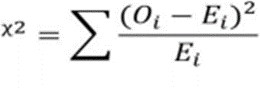 χ2 = ∑ (Oᵢ − Eᵢ)² / Eᵢ